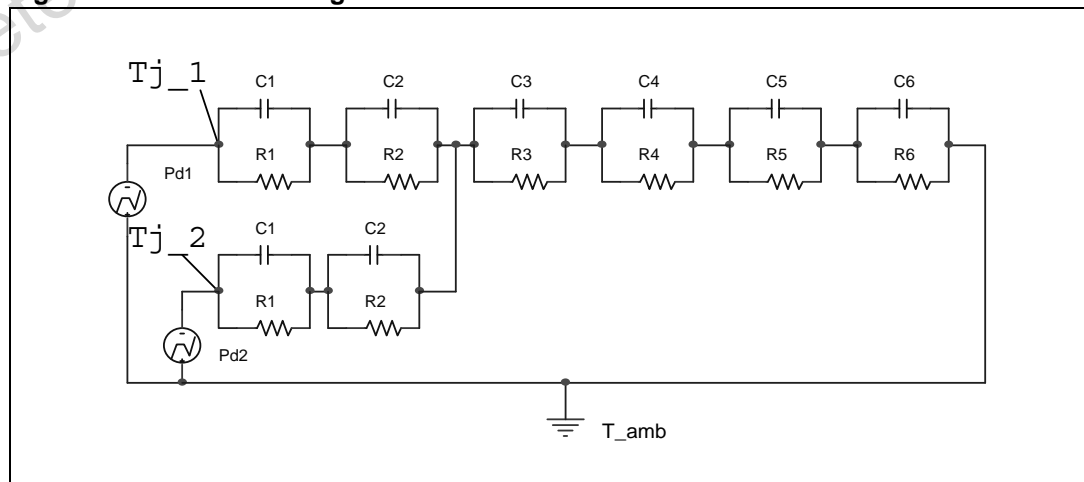 Tj_1
C1 C2 C3 C4 C5 C6
R1 R2 R3 R4 R5 R6
Pd1
Tj_2
C1 C2
R1 R2
Pd2
T_amb